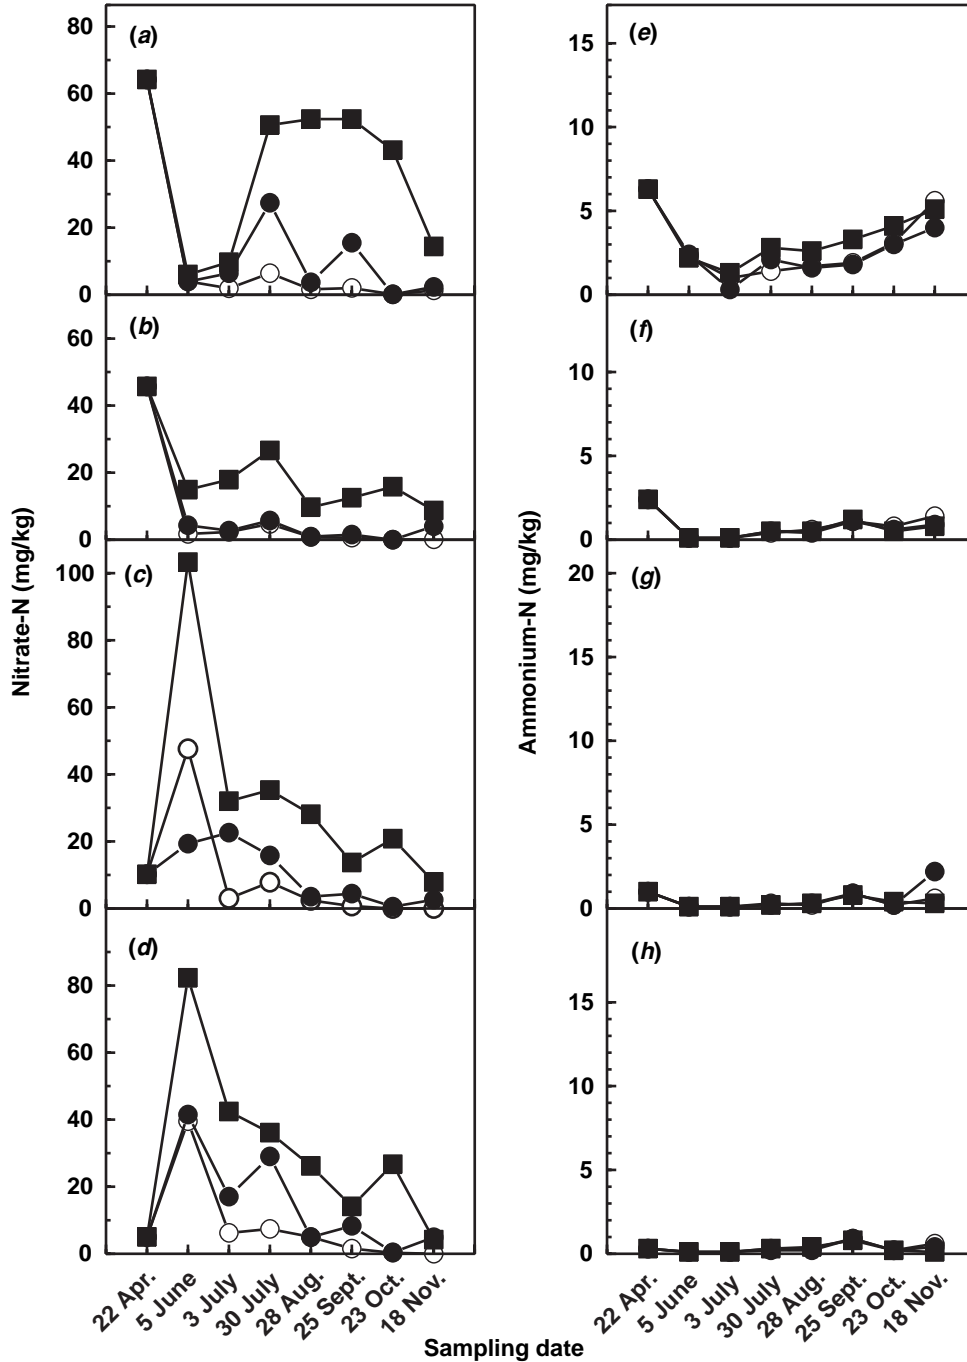 (a)
80
60
40
20
0
(b)
60
40
20
0
(c)
100
80
60
40
20
0
(d)
80
60
40
20
0
Nitrate-N (mg/kg)
22 Apr.
5 June
3 July
30 July
28 Aug.
25 Sept.
23 Oct.
18 Nov.
(e)
15
10
5
0
(f)
10
5
0
(g)
20
15
10
5
0
(h)
15
10
5
0
Ammonium-N (mg/kg)
22 Apr.
5 June
3 July
30 July
28 Aug.
25 Sept.
23 Oct.
18 Nov.
Sampling date